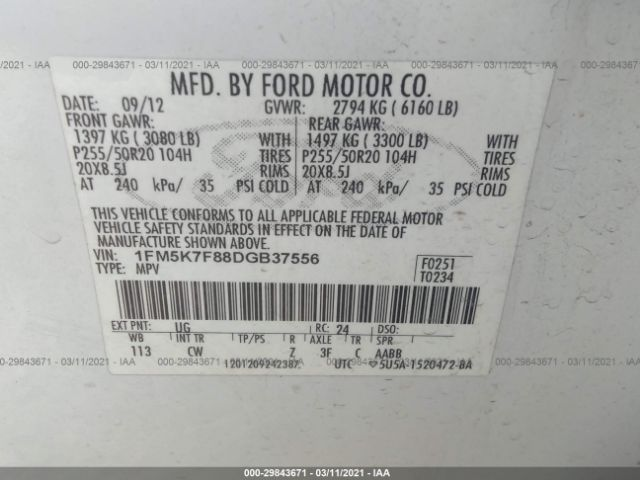 000-29843671 - 03/11/2021 - IAA
MFD. BY FORD MOTOR CO.
DATE: 09/12 GVWR: 2794 KG ( 6160 LB)
FRONT GAWR: REAR GAWR:
1397 KG ( 3080 LB) WITH 1497 KG ( 3300 LB) WITH
P255/50R20 104H TIRES P255/50R20 104H TIRES
20X8.5J RIMS 20X8.5J RIMS
AT 240 kPa/ 35 PSI COLD AT 240 kPa/ 35 PSI COLD
THIS VEHICLE CONFORMS TO ALL APPLICABLE FEDERAL MOTOR
VEHICLE SAFETY STANDARDS IN EFFECT ON THE DATE OF
MANUFACTURE SHOWN ABOVE.
VIN: 1FM5K7F88DGB37556 F0251
TYPE: MPV T0234
EXT PNT: UG RC: 24 DSO:
WB INT TR TP/PS R AXLE TR SPR
113 CW Z 3F C AABB
1201209242387 UTC 5U5A-1520472-BA
000-29843671 - 03/11/2021 - IAA